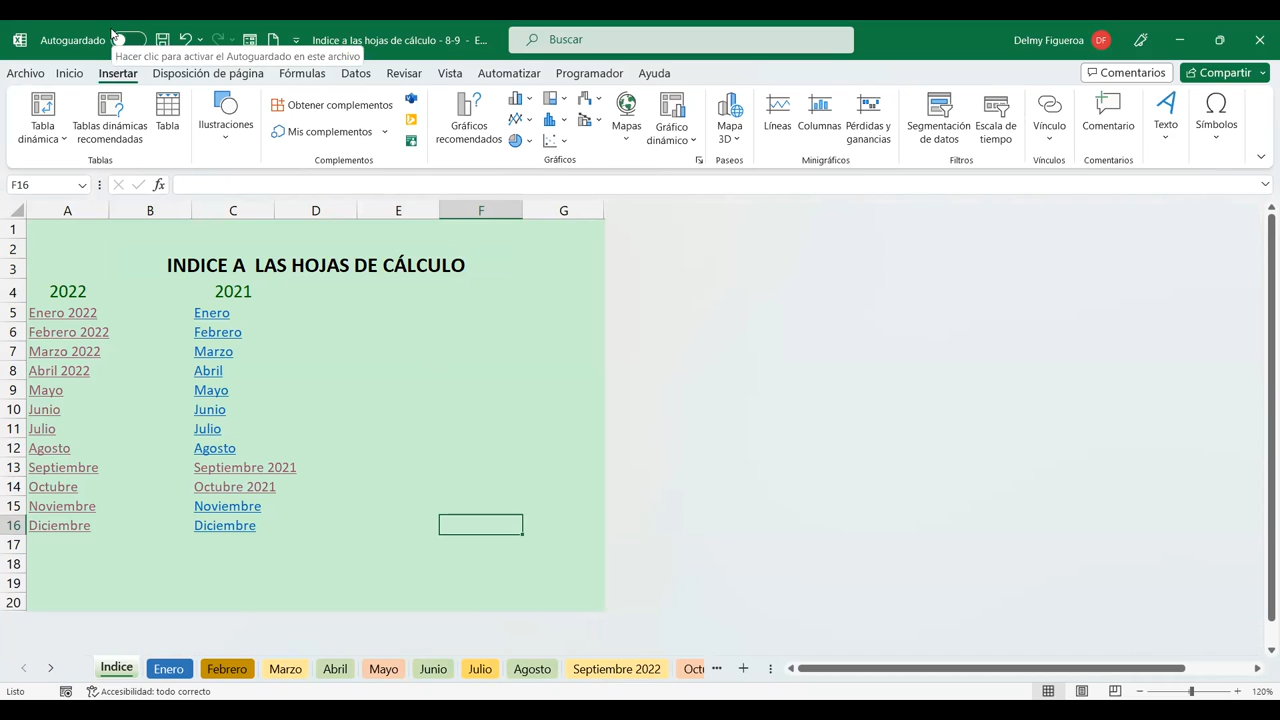 Autoguardado
Indice a las hojas de cálculo - 8-9 - E...
Buscar
Delmy Figueroa DF
Hacer clic para activar el Autoguardado en este archivo
Archivo Inicio Insertar Disposición de página Fórmulas Datos Revisar Vista Automatizar Programador Ayuda
Comentarios Compartir
Tabla dinámica
Tablas dinámicas recomendadas
Tabla
Tablas
Ilustraciones
Obtener complementos
Mis complementos
Complementos
Gráficos recomendados
Mapas
Gráfico dinámico
Gráficos
Mapa 3D
Paseos
Líneas
Columnas
Pérdidas y ganancias
Minigráficos
Segmentación de datos
Escala de tiempo
Filtros
Vínculo
Vínculos
Comentario
Comentarios
Texto
Símbolos
F16 fx
A B C D E F G
1
2
3 INDICE A LAS HOJAS DE CÁLCULO
4 2022 2021
5 Enero 2022 Enero
6 Febrero 2022 Febrero
7 Marzo 2022 Marzo
8 Abril 2022 Abril
9 Mayo Mayo
10 Junio Junio
11 Julio Julio
12 Agosto Agosto
13 Septiembre Septiembre 2021
14 Octubre Octubre 2021
15 Noviembre Noviembre
16 Diciembre Diciembre
17
18
19
20
Indice Enero Febrero Marzo Abril Mayo Junio Julio Agosto Septiembre 2022 Octu ...
Listo Accesibilidad: todo correcto 120%